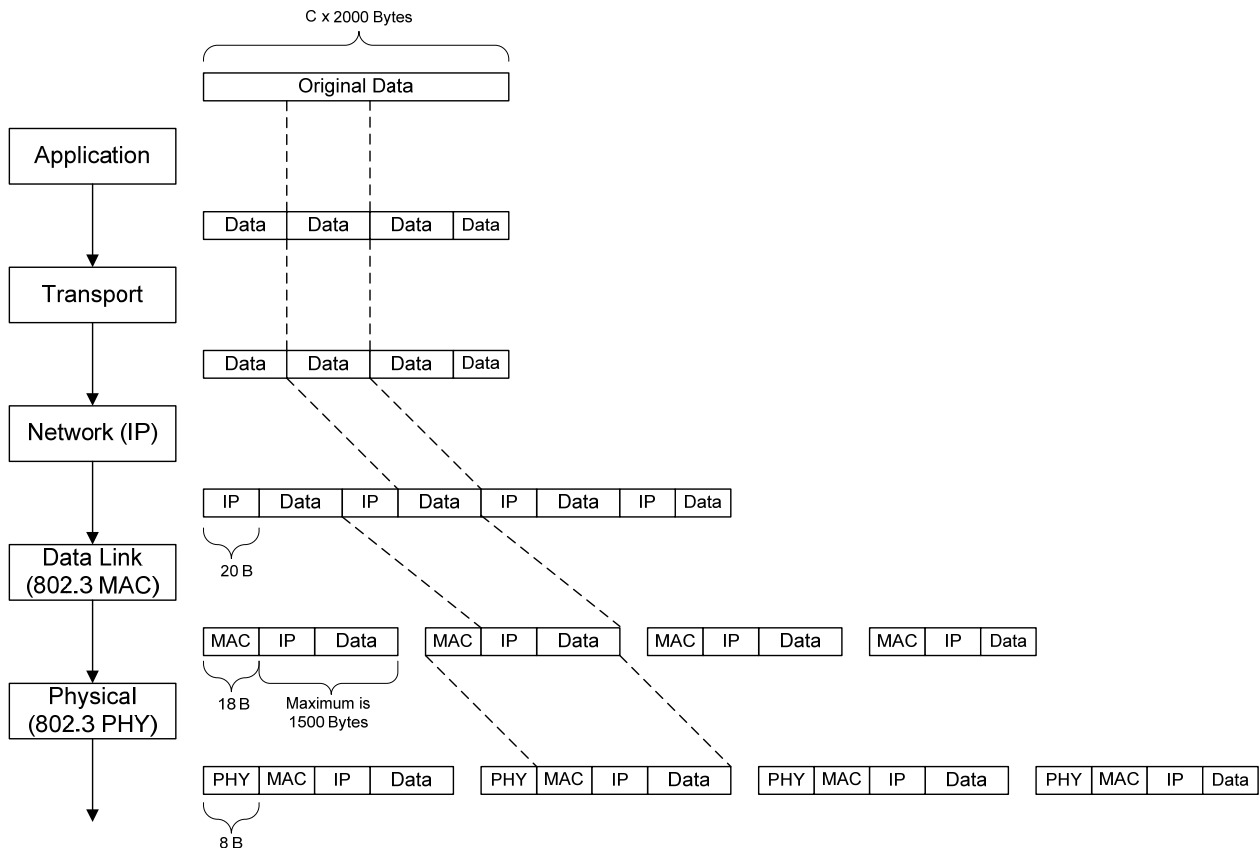 C x 2000 Bytes
Original Data
Application
Data Data Data Data
Transport
Data Data Data Data
Network (IP)
IP Data IP Data IP Data IP Data
20 B
Data Link
(802.3 MAC)
MAC IP Data MAC IP Data MAC IP Data MAC IP Data
18 B
Maximum is
1500 Bytes
Physical
(802.3 PHY)
PHY MAC IP Data PHY MAC IP Data PHY MAC IP Data PHY MAC IP Data
8 B